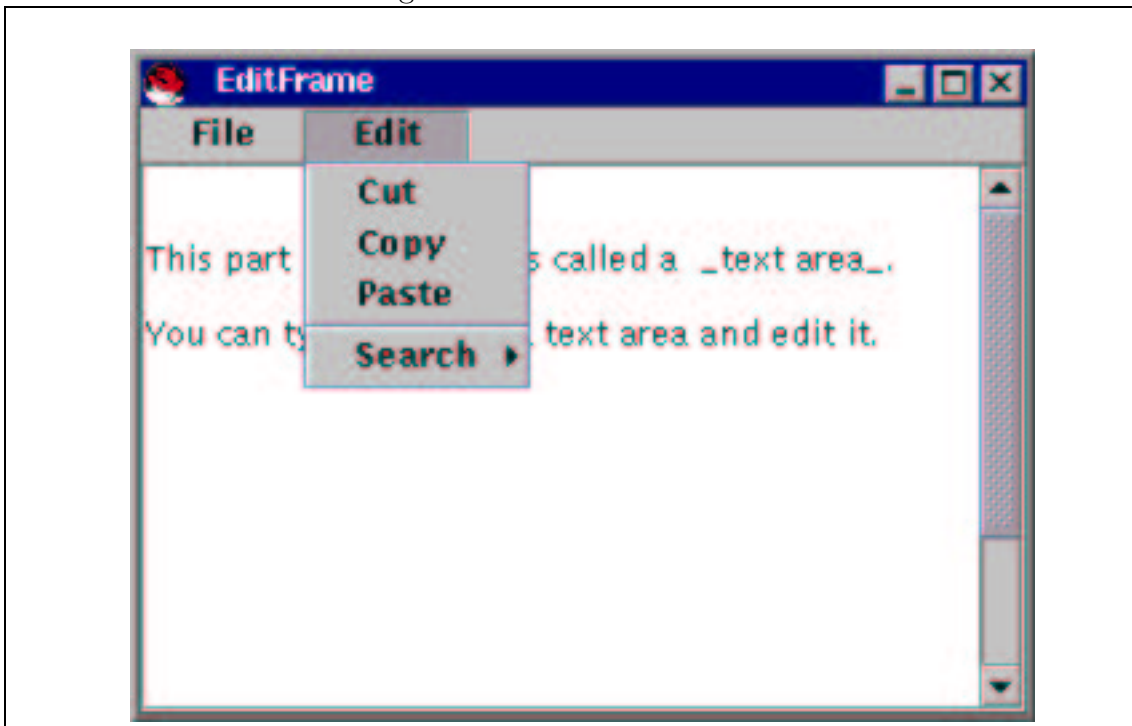 EditFrame
File Edit
Cut
Copy
Paste
Search
This part s called a _text area_.
You can ty text area and edit it.